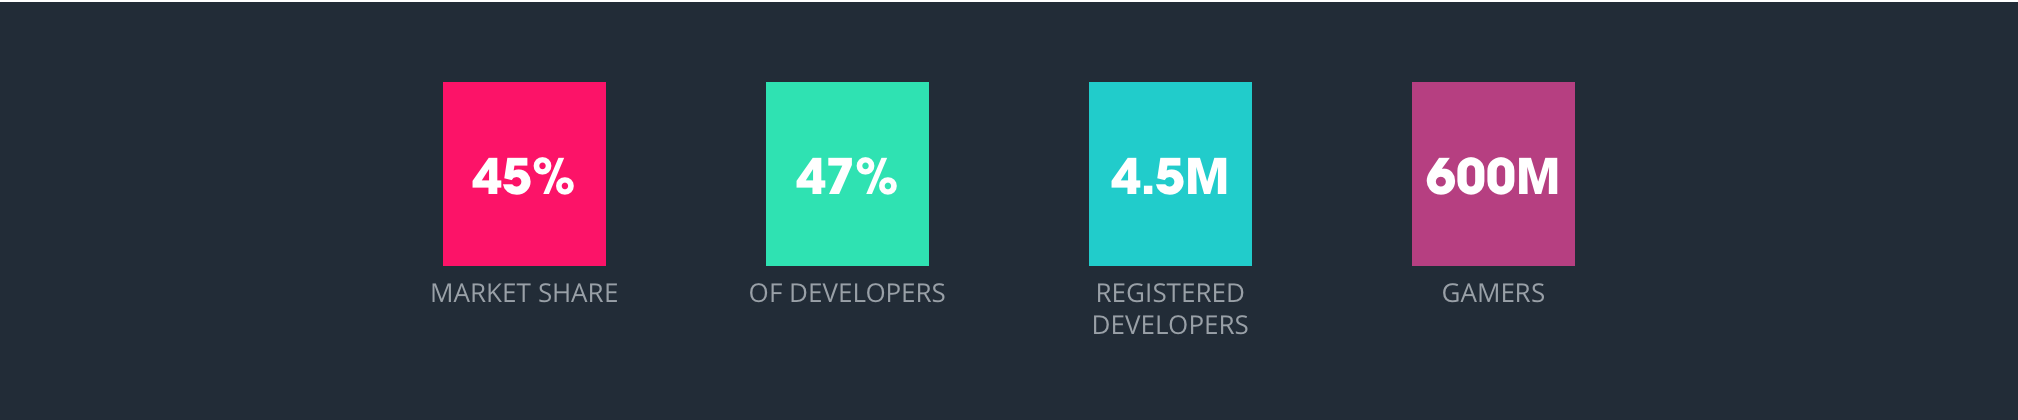 45%
47%
4.5M
600M
MARKET SHARE
OF DEVELOPERS
REGISTERED
DEVELOPERS
GAMERS